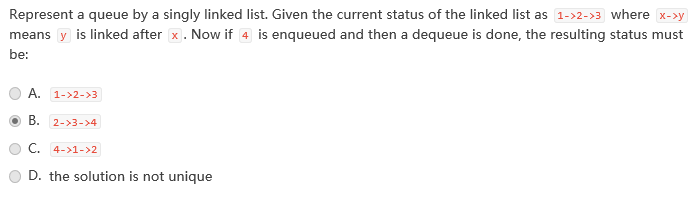 Represent a queue by a singly linked list. Given the current status of the linked list as 1->2->3 where x->y
means y is linked after x . Now if 4 is enqueued and then a dequeue is done, the resulting status must
be:
A. 1->2->3
B. 2->3->4
C. 4->1->2
D. the solution is not unique